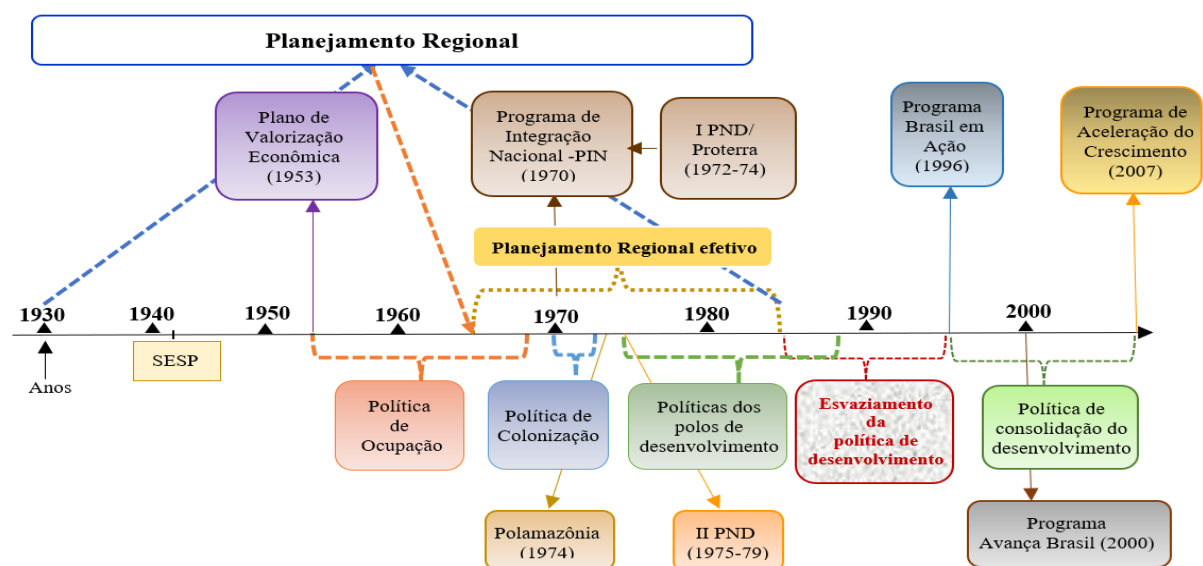 Planejamento Regional
Plano de
Valorização
Econômica
(1953)
Programa de
Integração
Nacional -PIN
(1970)
I PND/
Proterra
(1972-74)
Programa
Brasil em
Ação
(1996)
Programa de
Aceleração do
Crescimento
(2007)
Planejamento Regional efetivo
1930
1940
1950
1960
1970
1980
1990
2000
SESP
Anos
Política
de
Ocupação
Política de
Colonização
Políticas dos
polos de
desenvolvimento
Esvaziamento
da
política de
desenvolvimento
Política de
consolidação do
desenvolvimento
Polamazônia
(1974)
II PND
(1975-79)
Programa
Avança Brasil (2000)